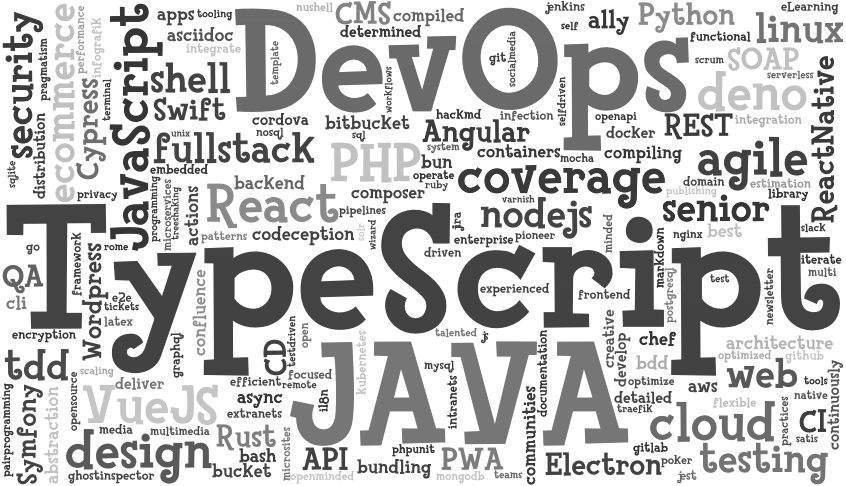 nushell
CMS
compiled
jenkins
self
ally
Python
eLearning
linux
apps
tooling
asciidoc
integrate
determined
DevOps
template
git
socialmedia
workflows
functional
scrum
SOAP
serverless
deno
integration
security
pragmatism
ecommerce
performance
infografik
Cypress
terminal
JavaScript
shell
Swift
unix
fullstack
cordova
nosql
bitbucket
sql
hackmd
infection
selfdriven
openapi
docker
REST
ReactNative
sqlite
distribution
privacy
embedded
programming
microservices
treeshaking
actions
backend
React
PHP
system
bun
operate
ruby
Angular
containers
mocha
compiling
agile
coverage
domain
estimation
publishing
library
composer
pipelines
patterns
codeception
solr
wizard
jira
varnish
nodejs
enterprise
pioneer
minded
senior
markdown
nginx
best
slack
TypeScript
go
framework
rome
QA
cli
Wordpress
e2e
tickets
latex
confluence
driven
experienced
frontend
postgresql
test
newsletter
iterate
multi
encryption
graphql
CD
testdriven
open
Kubernetes
talented
js
creative
develop
chef
architecture
optimized
github
bdd
tdd
scaling
deliver
efficient
focused
remote
JAVA
mysql
intranets
documentation
optimize
aws
web
tools
native
continuously
pairprogramming
Symfony
abstraction
opensource
VueJS
async
extranets
i18n
communities
detailed
traefik
flexible
cloud
practices
CI
satis
media
multimedia
Rust
design
bash
bucket
microsites
API
openminded
phpunit
bundling
PWA
mongodb
teams
Electron
gitlab
poker
jest
testing
ghostinspector